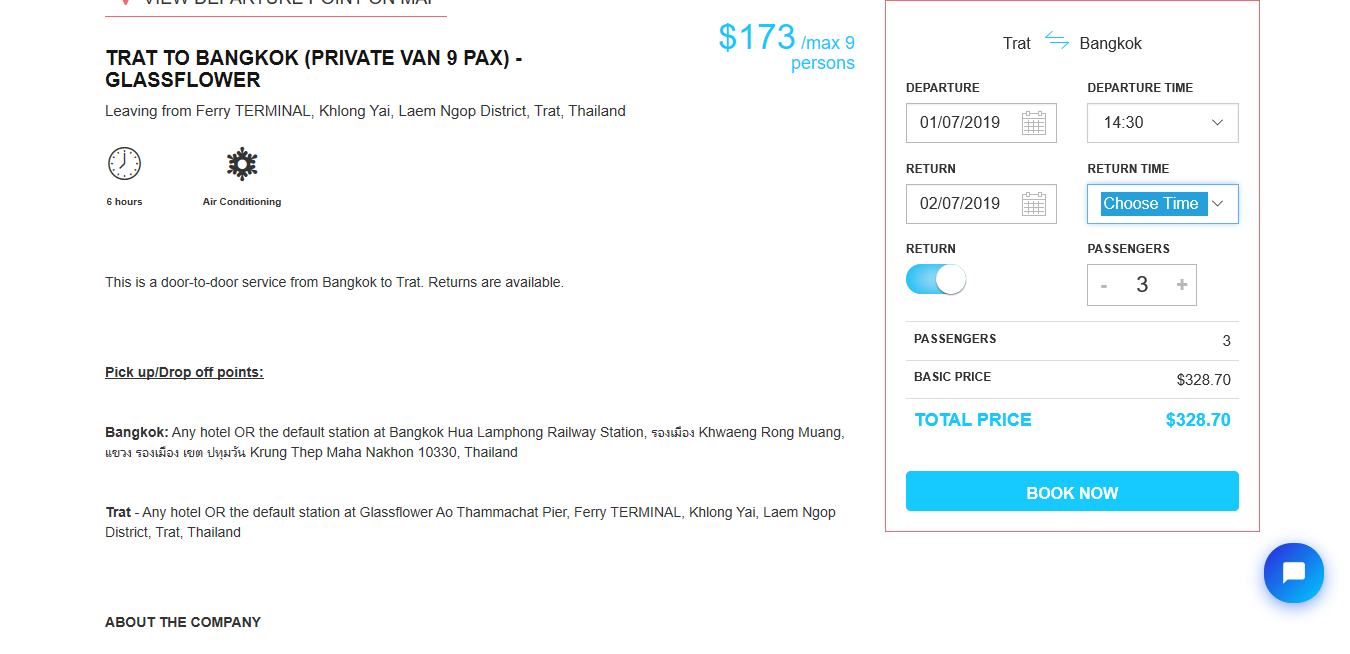 VIEW DEPARTURE POINT ON MAP
TRAT TO BANGKOK (PRIVATE VAN 9 PAX) -
GLASSFLOWER
$173 /max 9
persons
Leaving from Ferry TERMINAL, Khlong Yai, Laem Ngop District, Trat, Thailand
6 hours
Air Conditioning
This is a door-to-door service from Bangkok to Trat. Returns are available.
Pick up/Drop off points:
Bangkok: Any hotel OR the default station at Bangkok Hua Lamphong Railway Station, รองเมือง Khwaeng Rong Muang,
แขวง รองเมือง เขต ปทุมวัน Krung Thep Maha Nakhon 10330, Thailand
Trat - Any hotel OR the default station at Glassflower Ao Thammachat Pier, Ferry TERMINAL, Khlong Yai, Laem Ngop
District, Trat, Thailand
ABOUT THE COMPANY
Trat Bangkok
DEPARTURE DEPARTURE TIME
01/07/2019 14:30
RETURN RETURN TIME
02/07/2019 Choose Time
RETURN PASSENGERS
- 3 +
PASSENGERS 3
BASIC PRICE $328.70
TOTAL PRICE $328.70
BOOK NOW